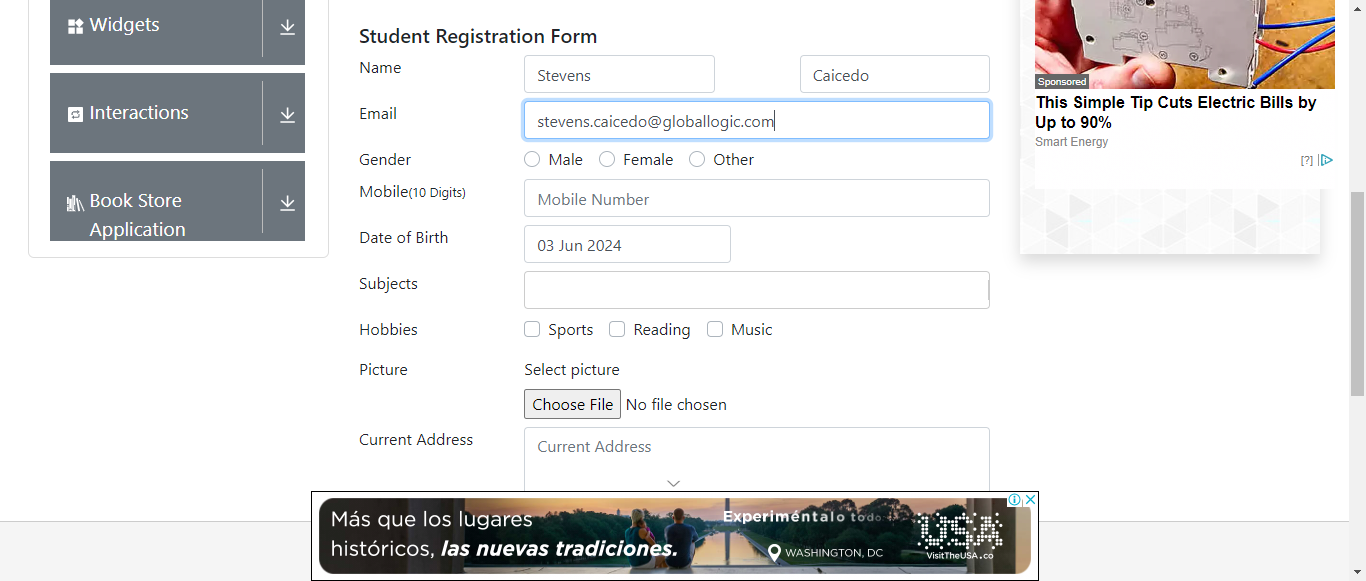 Widgets
Interactions
Book Store
Application
Student Registration Form
Name
Stevens
Caicedo
Email
stevens.caicedo@globallogic.com
Gender
Male
Female
Other
Mobile(10 Digits)
Mobile Number
Date of Birth
03 Jun 2024
Subjects
Hobbies
Sports
Reading
Music
Picture
Select picture
Choose File No file chosen
Current Address
Current Address
Sponsored
This Simple Tip Cuts Electric Bills by
Up to 90%
Smart Energy
[?]
Más que los lugares
históricos, las nuevas tradiciones.
Experiméntalo todo
WASHINGTON, DC
USA
VisitTheUSA.co